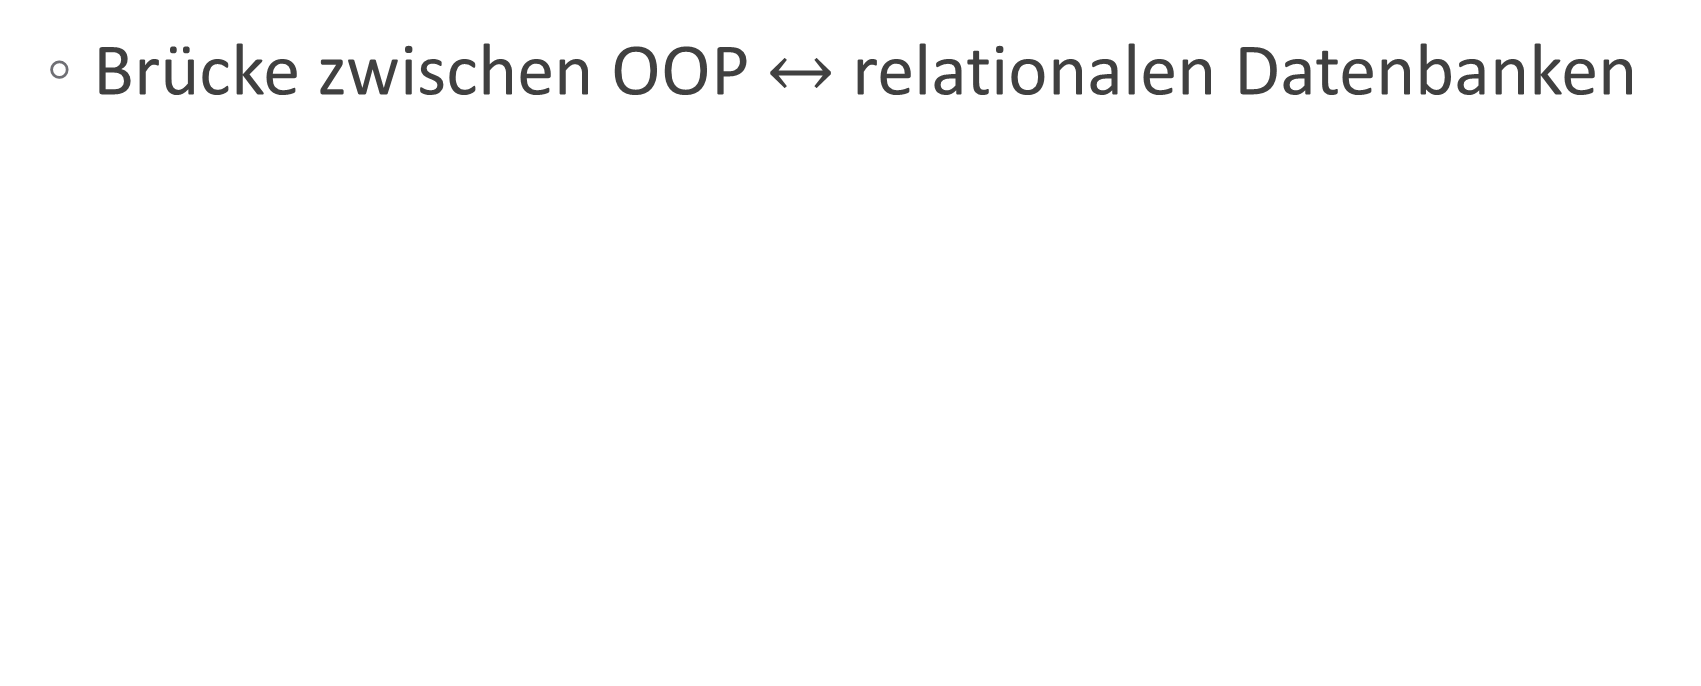 ◦ Brücke zwischen OOP ↔ relationalen Datenbanken